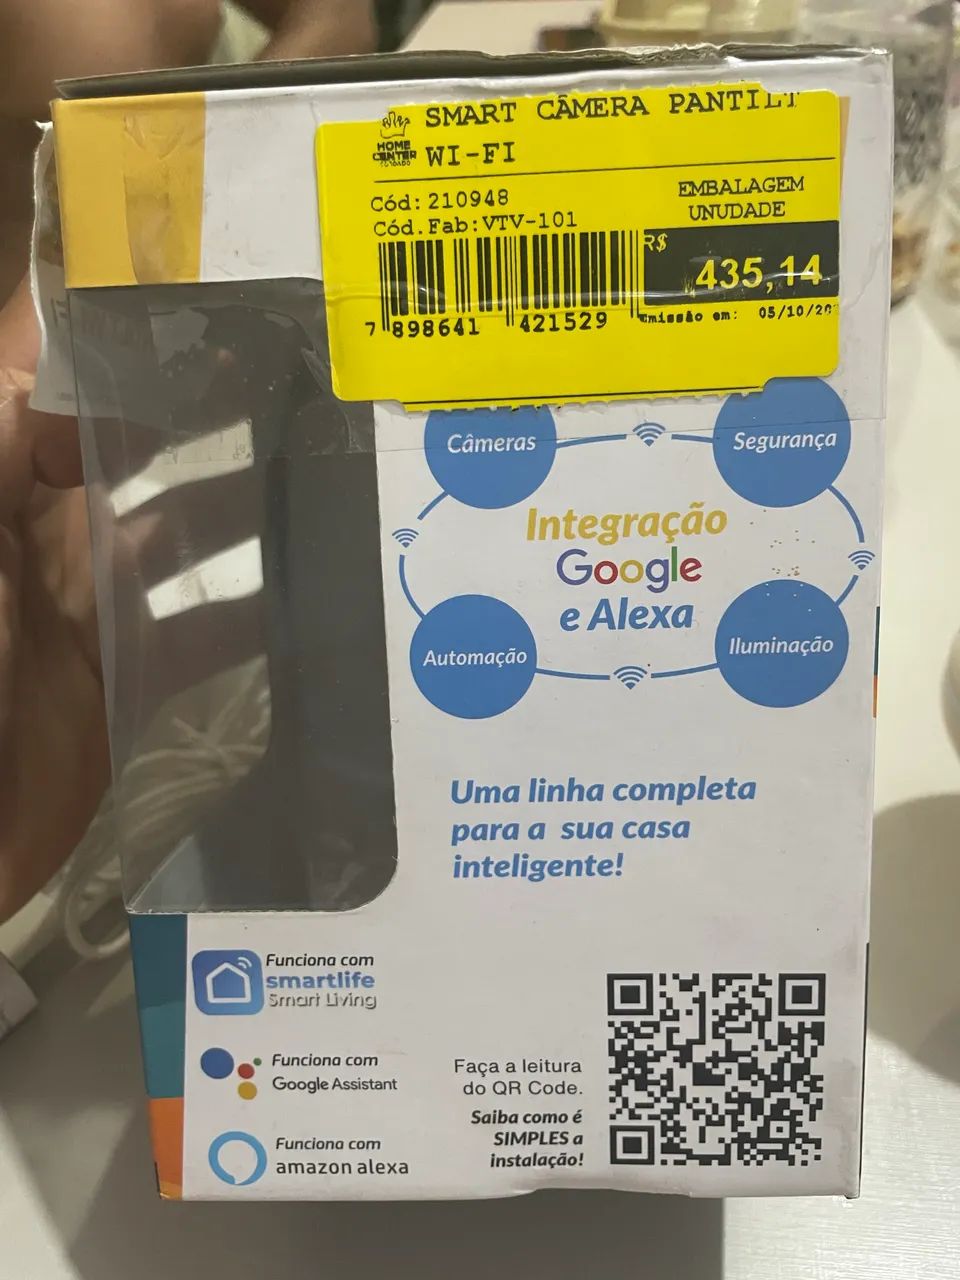 SMART CÂMERA PANTILT
WI-FI
HOME
CENTER
Cód: 210948
Cód.Fab: VTV-101
EMBALAGEM
UNUDADE
R$
435,14
7 898641 421529
Emissão em: 05/10/20
Câmeras
Segurança
Integração
Google
e Alexa
Automação
Iluminação
Uma linha completa
para a sua casa
inteligente!
Funciona com
smartlife
Smart Living
Funciona com
Google Assistant
Funciona com
amazon alexa
Faça a leitura
do QR Code.
Saiba como é
SIMPLES a
instalação!